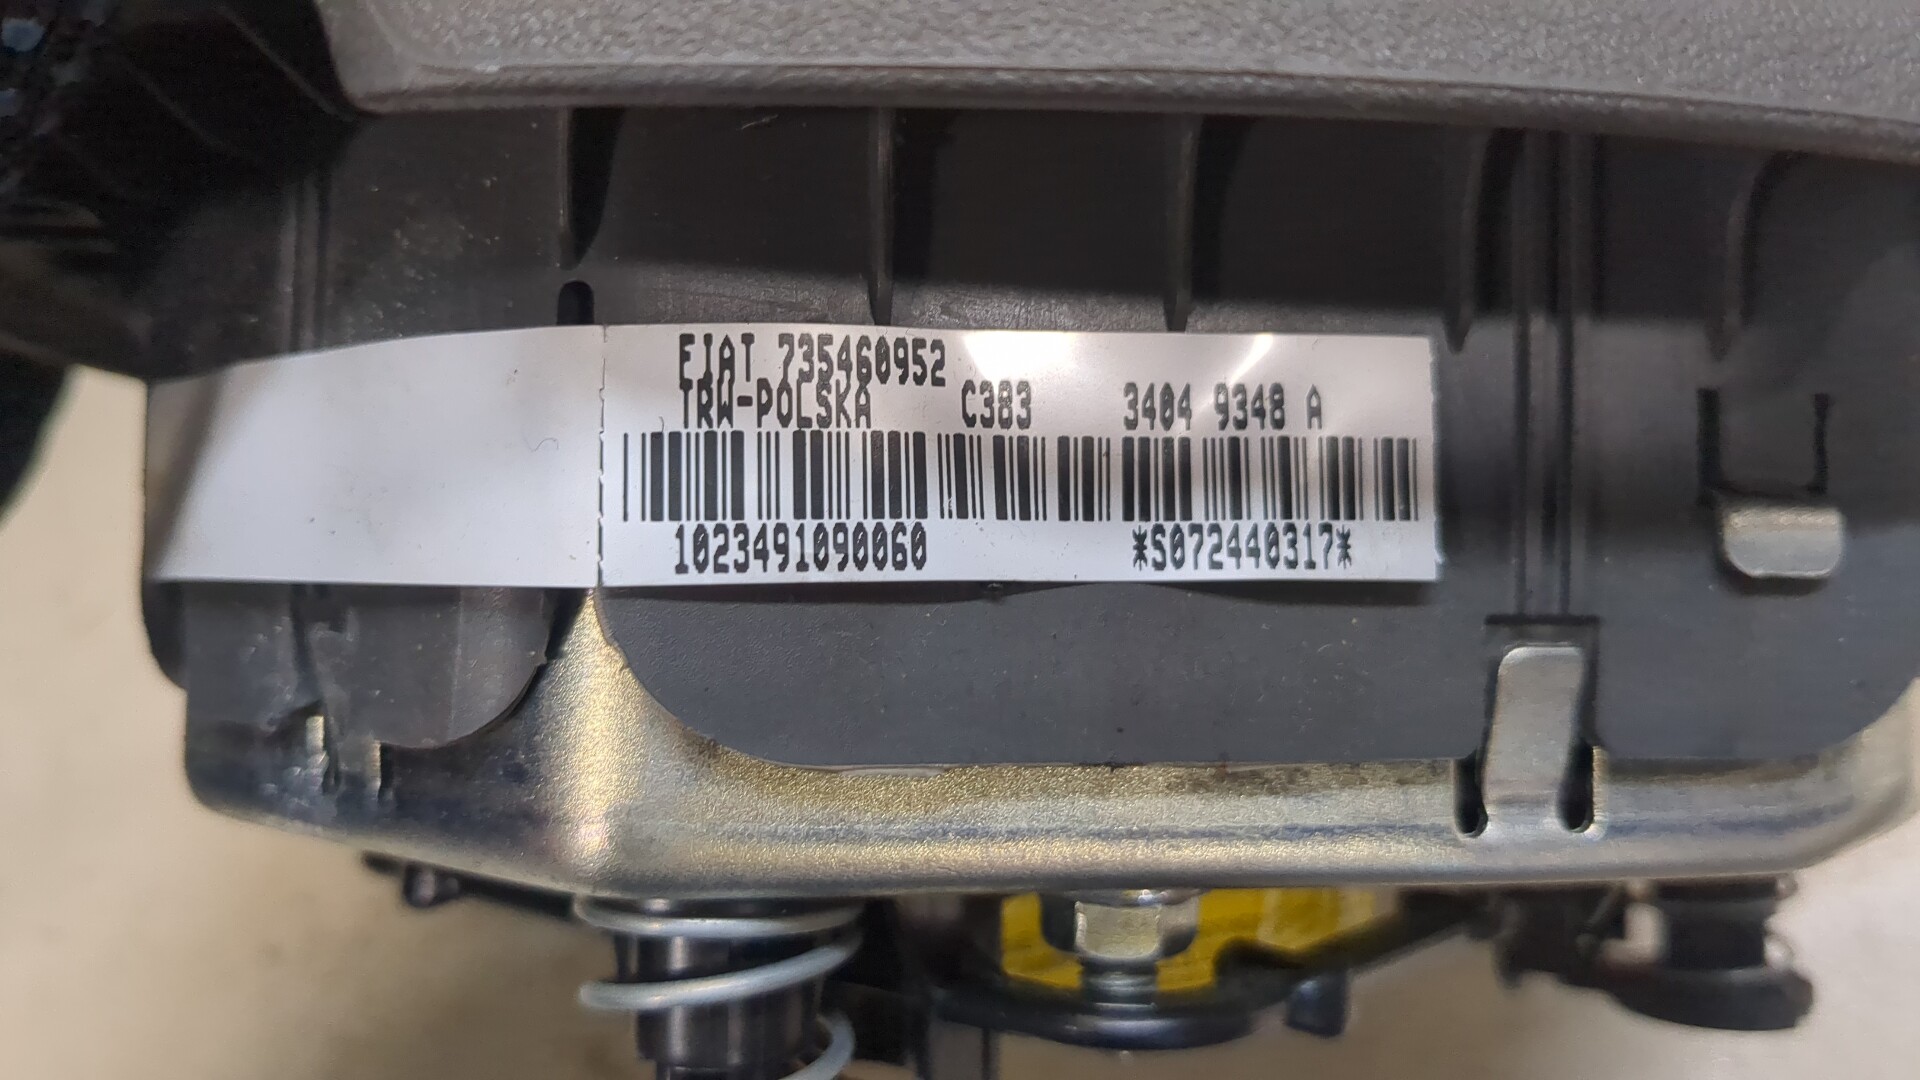 FIAT 735460952
TRW-POLSKA C383 3404 9348 A
1023491090060 *S072440317*